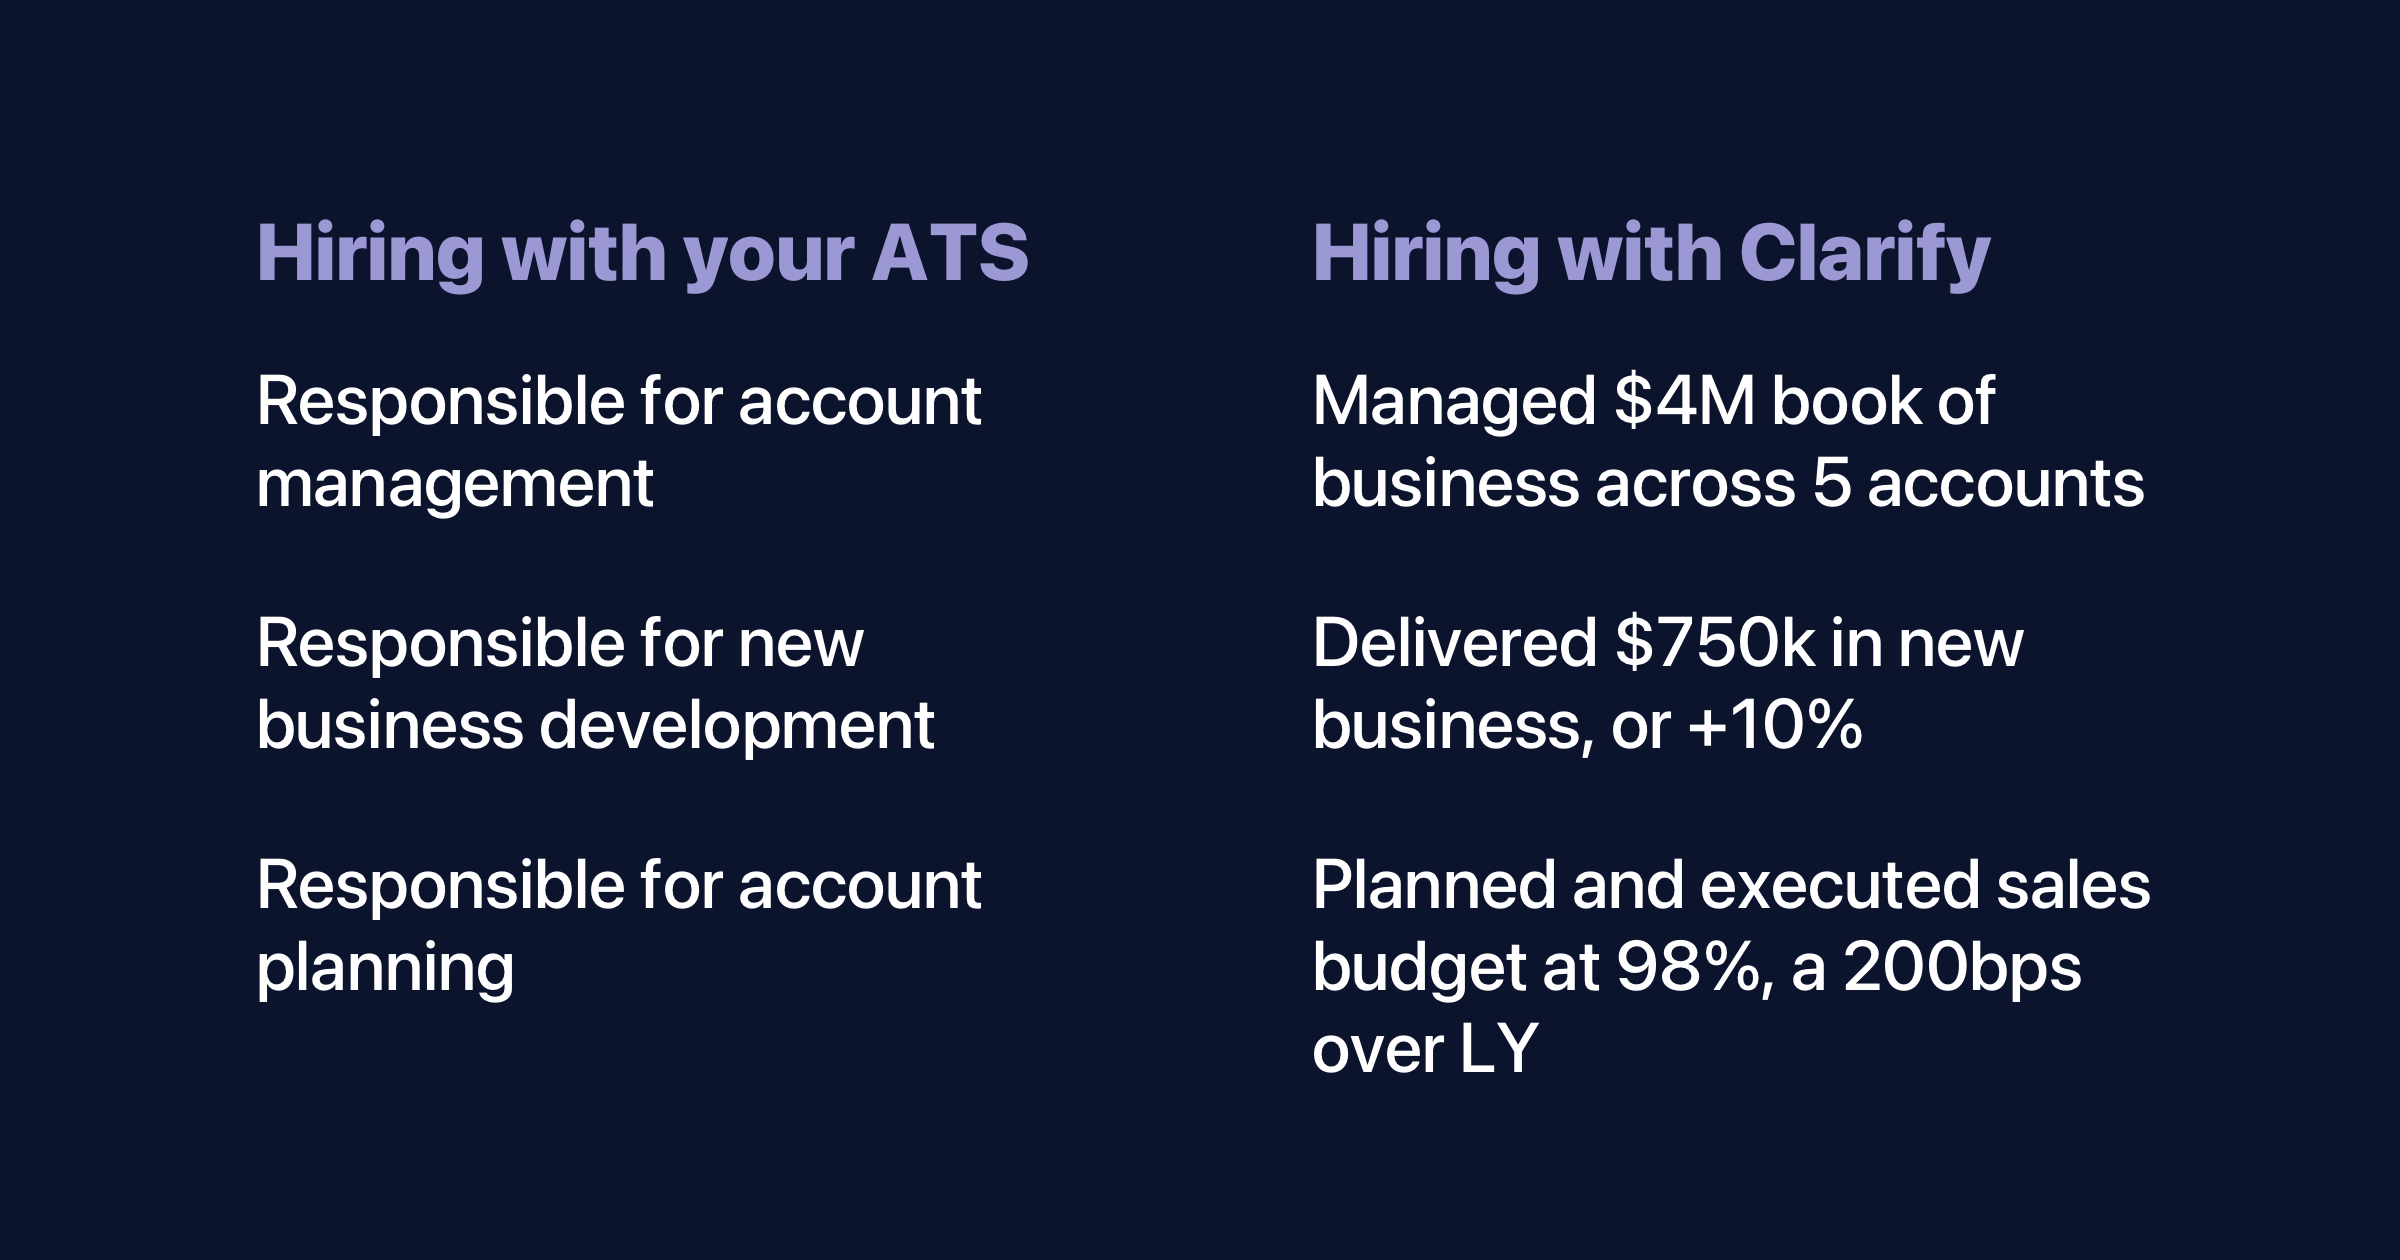 Hiring with your ATS
Responsible for account
management
Responsible for new
business development
Responsible for account
planning
Hiring with Clarify
Managed $4M book of
business across 5 accounts
Delivered $750k in new
business, or +10%
Planned and executed sales
budget at 98%, a 200bps
over LY